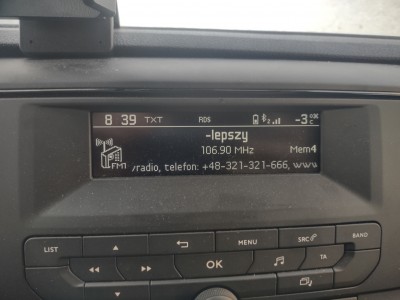 8 39 TXT RDS 2 -3 °C
-lepszy
106.90 MHz Mem4
FM1 /radio, telefon: +48-321-321-666, www
LIST MENU SRC BAND
OK TA